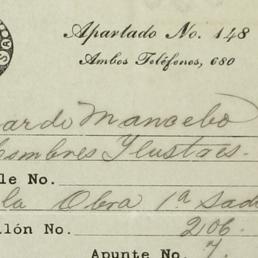 Apartado No. 148
Ambos Teléfonos, 680
ardo Mancebo
Hombres Ilustres.
le No.
la Obra 1ª Sad
llón No. 206.
Apunte No. 7.